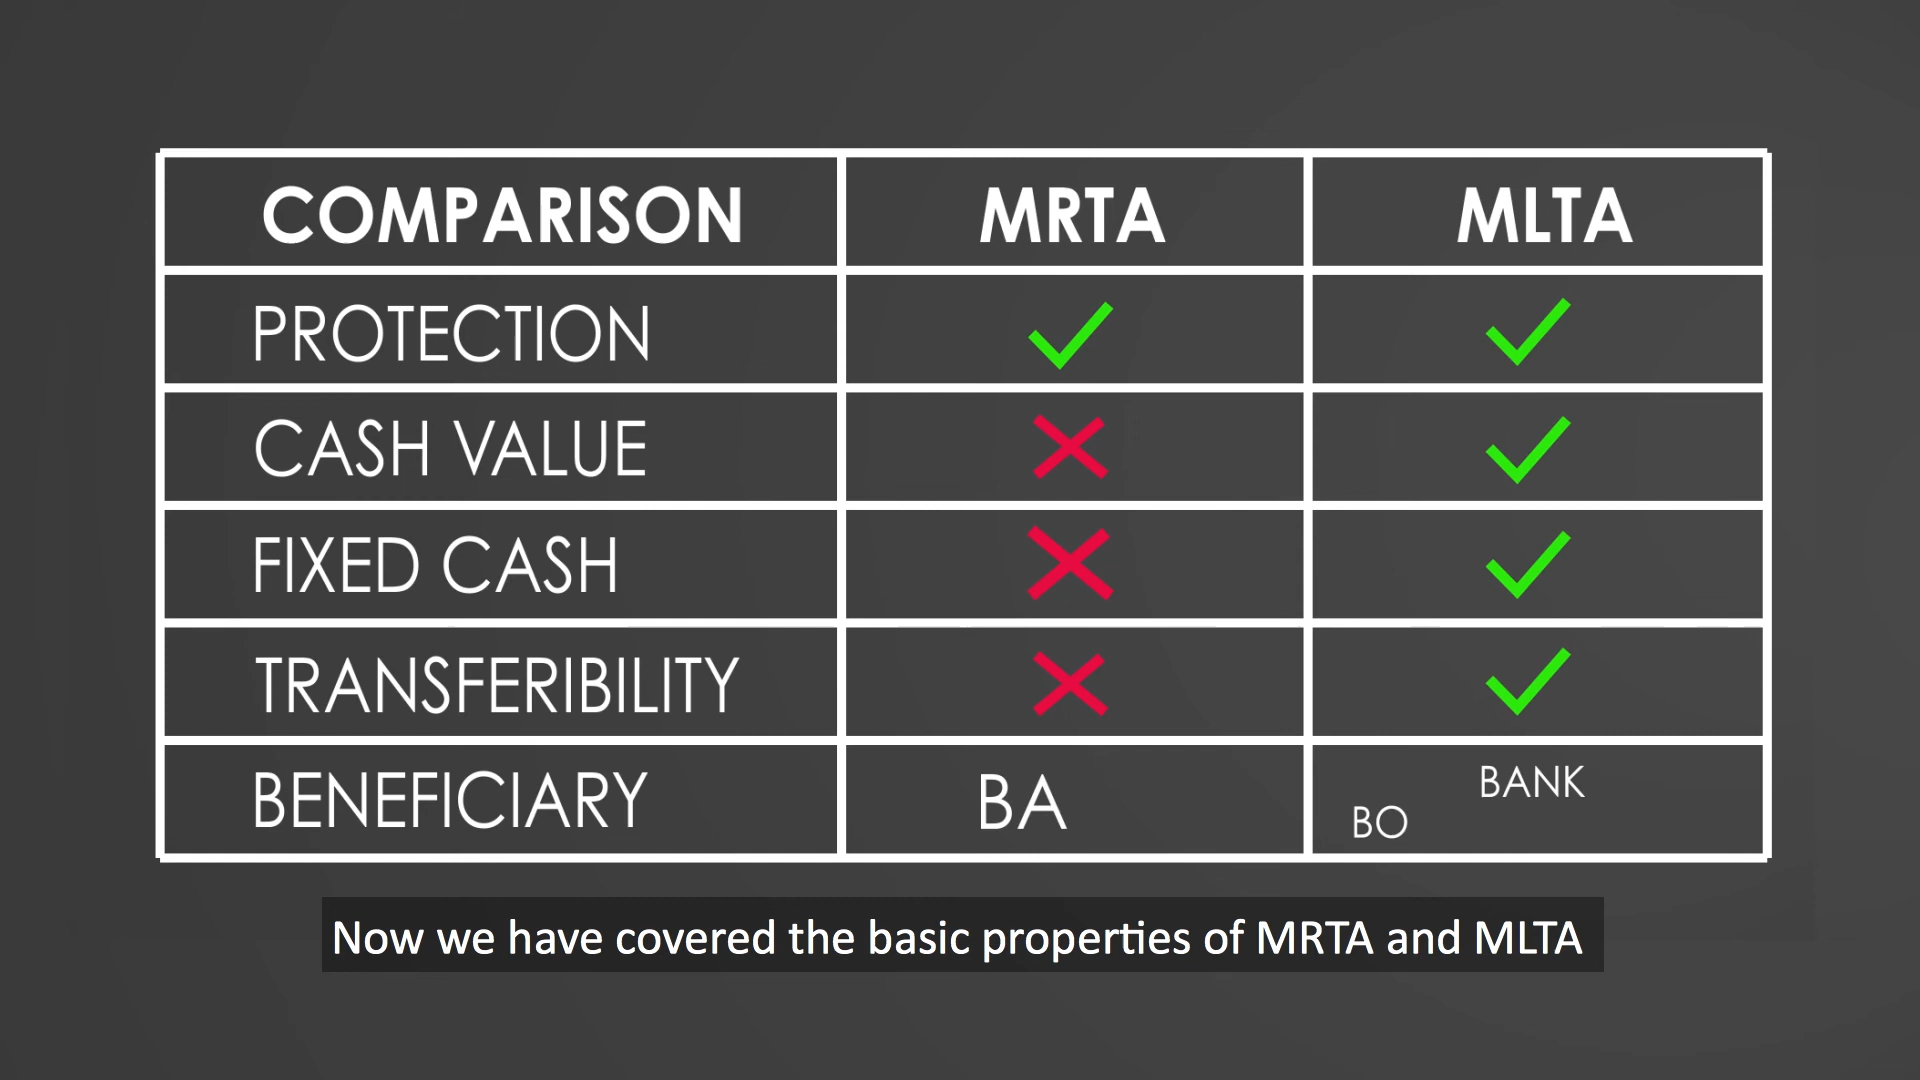 COMPARISON MRTA MLTA
PROTECTION
CASH VALUE
FIXED CASH
TRANSFERIBILITY
BENEFICIARY BA BANK
BO
Now we have covered the basic properties of MRTA and MLTA